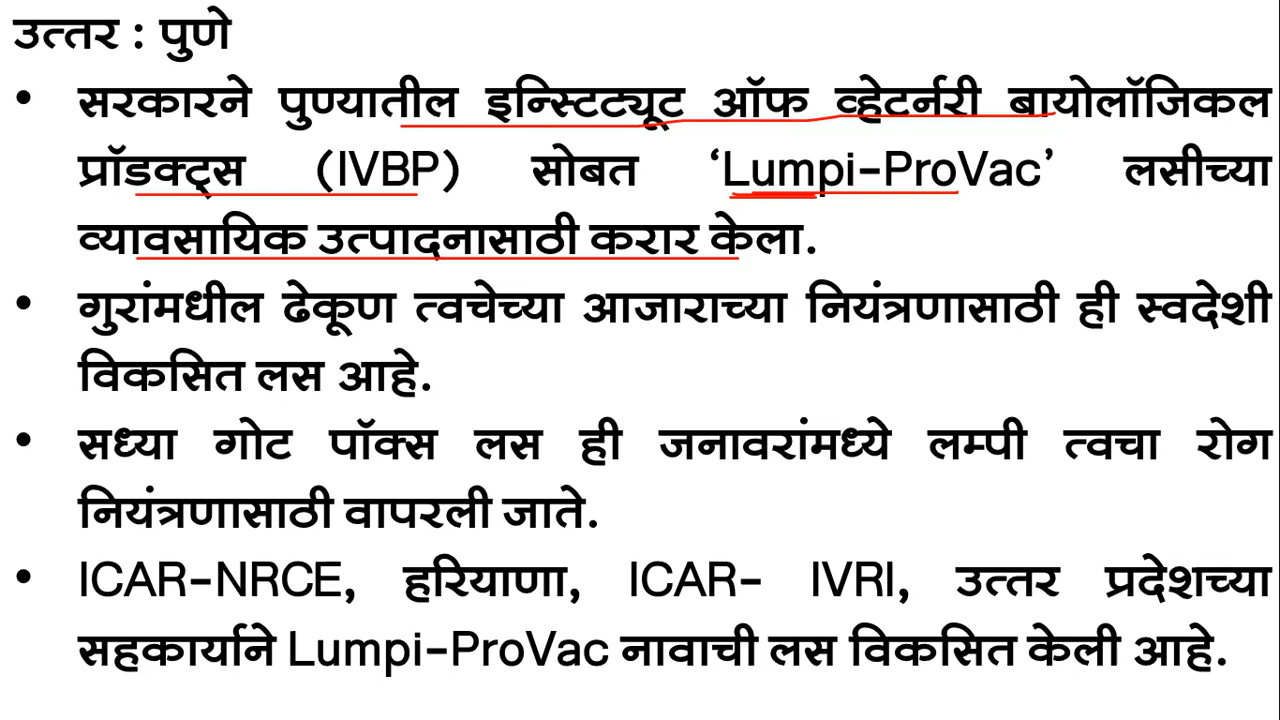 उत्तर : पुणे
• सरकारने पुण्यातील इन्स्टिट्यूट ऑफ व्हेटर्नरी बायोलॉजिकल
प्रॉडक्ट्स (IVBP) सोबत ‘Lumpi-ProVac’ लसीच्या
व्यावसायिक उत्पादनासाठी करार केला.
• गुरांमधील ढेकूण त्वचेच्या आजाराच्या नियंत्रणासाठी ही स्वदेशी
विकसित लस आहे.
• सध्या गोट पॉक्स लस ही जनावरांमध्ये लम्पी त्वचा रोग
नियंत्रणासाठी वापरली जाते.
• ICAR-NRCE, हरियाणा, ICAR- IVRI, उत्तर प्रदेशच्या
सहकार्याने Lumpi-ProVac नावाची लस विकसित केली आहे.